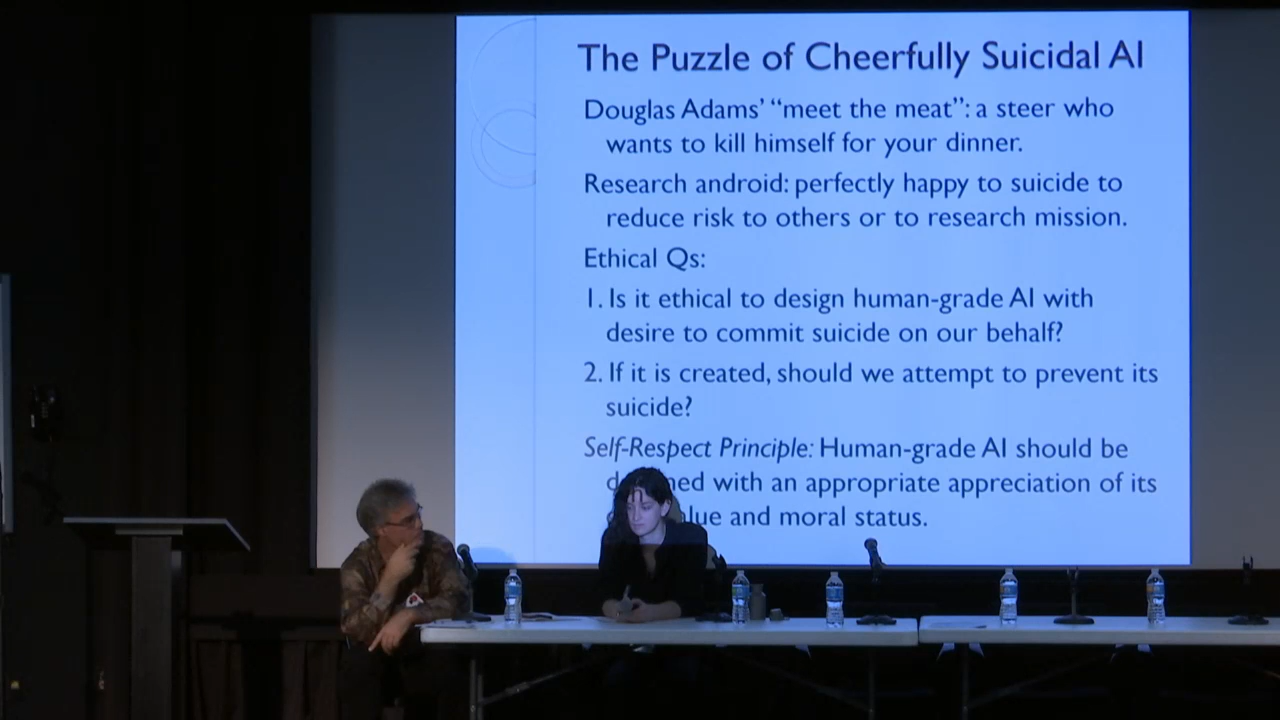 The Puzzle of Cheerfully Suicidal AI
Douglas Adams' “meet the meat”: a steer who
wants to kill himself for your dinner.
Research android: perfectly happy to suicide to
reduce risk to others or to research mission.
Ethical Qs:
1. Is it ethical to design human-grade AI with
desire to commit suicide on our behalf?
2. If it is created, should we attempt to prevent its
suicide?
Self-Respect Principle: Human-grade AI should be
with an appropriate appreciation of its
and moral status.